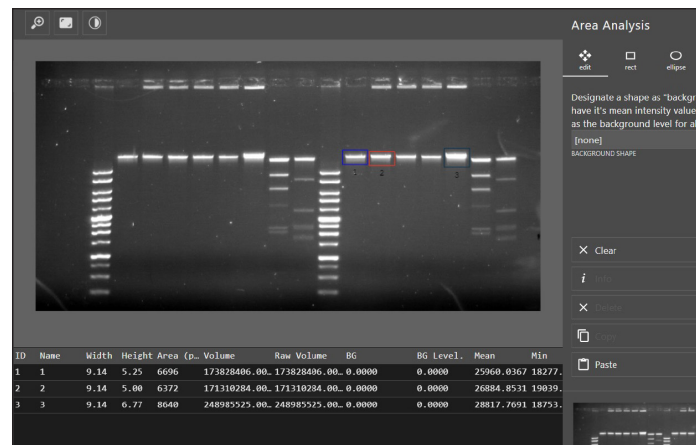 Area Analysis
edit rect ellipse
Designate a shape as "backgr
have it's mean intensity value
as the background level for al
[none]
BACKGROUND SHAPE
1 2 3
Clear
i Info
Delete
Copy
Paste
ID Name Width Height Area (p… Volume Raw Volume BG BG Level. Mean Min
1 1 9.14 5.25 6696 173828406.00… 173828406.00… 0.0000 0.0000 25960.0367 18277.
2 2 9.14 5.00 6372 171310284.00… 171310284.00… 0.0000 0.0000 26884.8531 19039.
3 3 9.14 6.77 8640 248985525.00… 248985525.00… 0.0000 0.0000 28817.7691 18753.